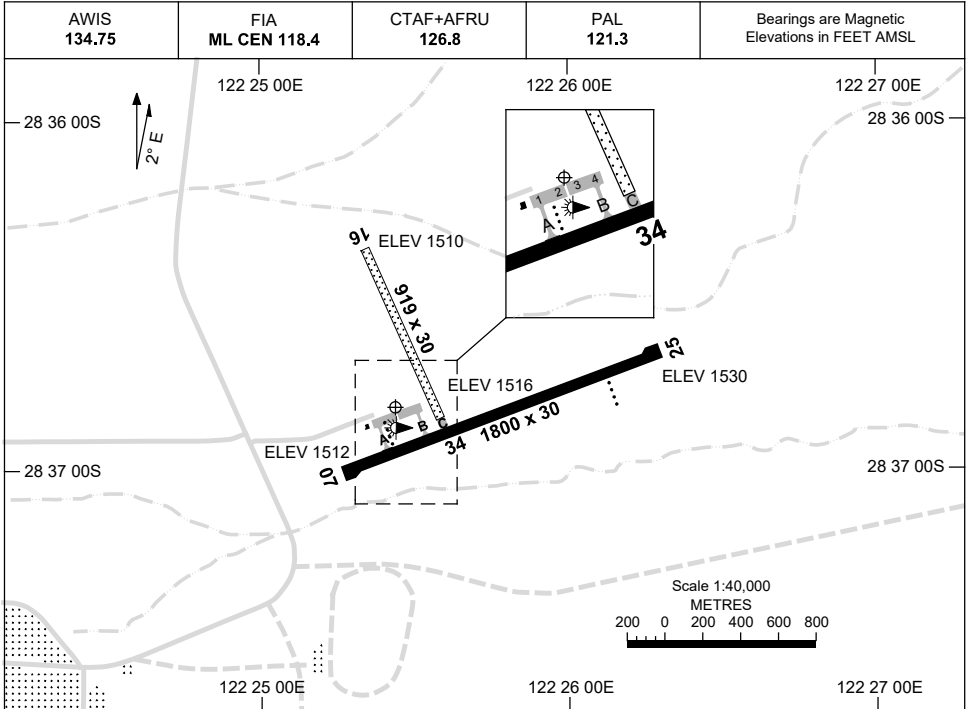 AWIS
134.75
FIA
ML CEN 118.4
CTAF+AFRU
126.8
PAL
121.3
Bearings are Magnetic
Elevations in FEET AMSL
122 25 00E
122 26 00E
122 27 00E
28 36 00S
28 36 00S
2° E
1 2 3 4
A
B
C
34
16
ELEV 1510
919 x 30
25
ELEV 1530
ELEV 1516
A
B
C
34
1800 x 30
ELEV 1512
07
28 37 00S
28 37 00S
Scale 1:40,000
METRES
200 0 200 400 600 800
122 25 00E
122 26 00E
122 27 00E